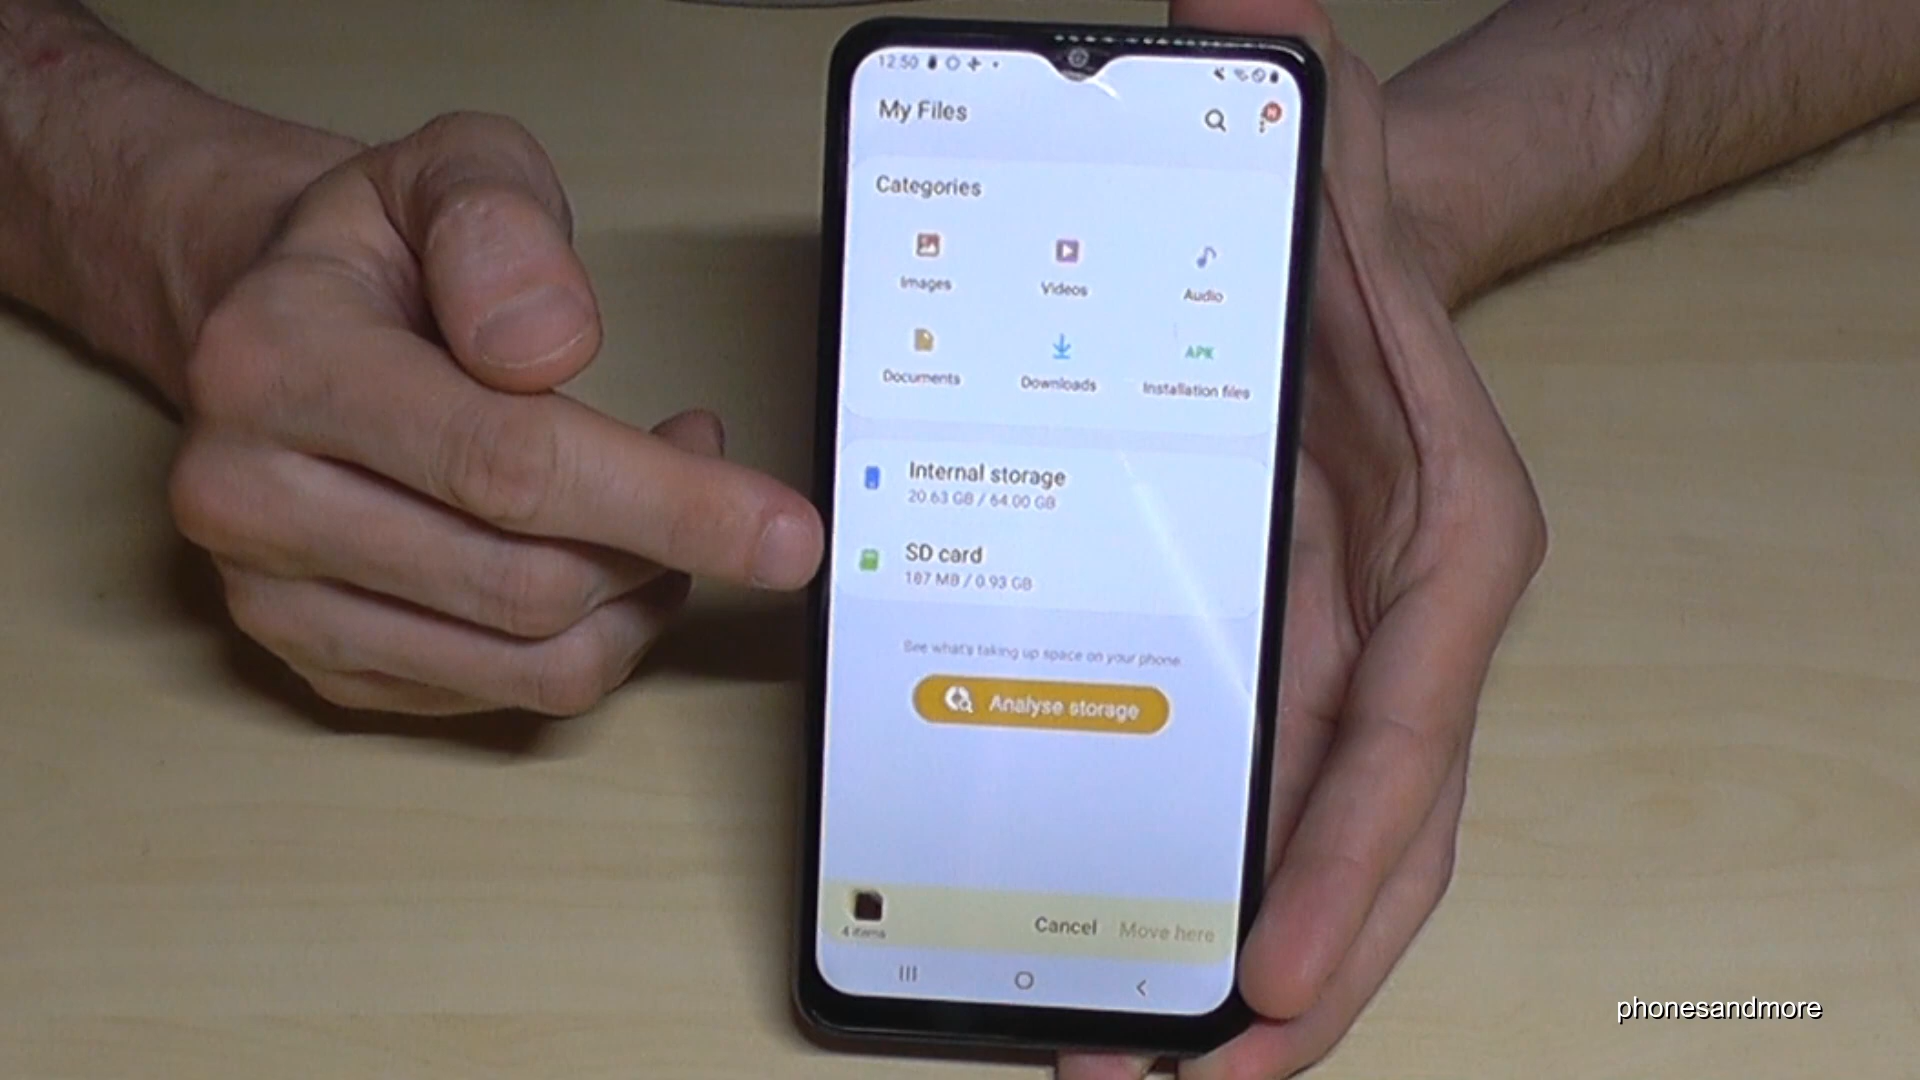 12:50
My Files
N
Categories
Images
Videos
Audio
Documents
Downloads
APK
Installation files
Internal storage
20.63 GB / 64.00 GB
SD card
187 MB / 0.93 GB
See what's taking up space on your phone.
Analyse storage
4 items
Cancel
Move here
phonesandmore